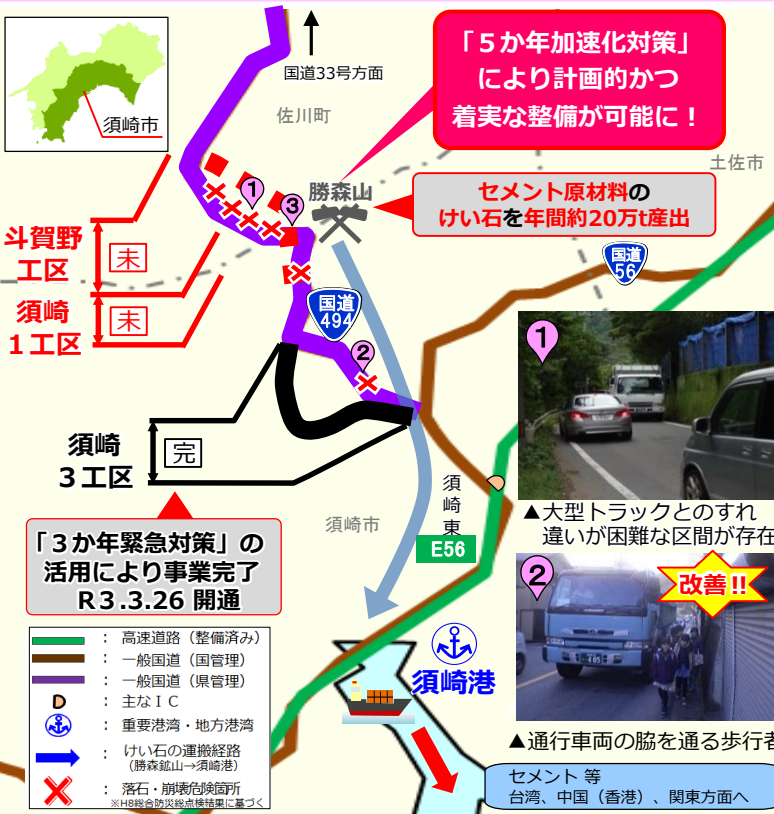 国道33号方面
佐川町
須崎市
「５か年加速化対策」
により計画的かつ
着実な整備が可能に！
土佐市
勝森山
セメント原材料の
けい石を年間約20万t産出
①
③
斗賀野
工区
未
須崎
１工区
未
国道
56
国道
494
②
須崎
３工区
完
「３か年緊急対策」の
活用により事業完了
R３.３.26 開通
須崎市
須崎東
E56
1
▲大型トラックとのすれ
違いが困難な区間が存在
2
改善!!
▲通行車両の脇を通る歩行者
須崎港
セメント 等
台湾、中国（香港）、関東方面へ
： 高速道路（整備済み）
： 一般国道（国管理）
： 一般国道（県管理）
： 主なＩＣ
： 重要港湾・地方港湾
： けい石の運搬経路
（勝森鉱山→須崎港）
： 落石・崩壊危険箇所
※H8総合防災総点検結果に基づく